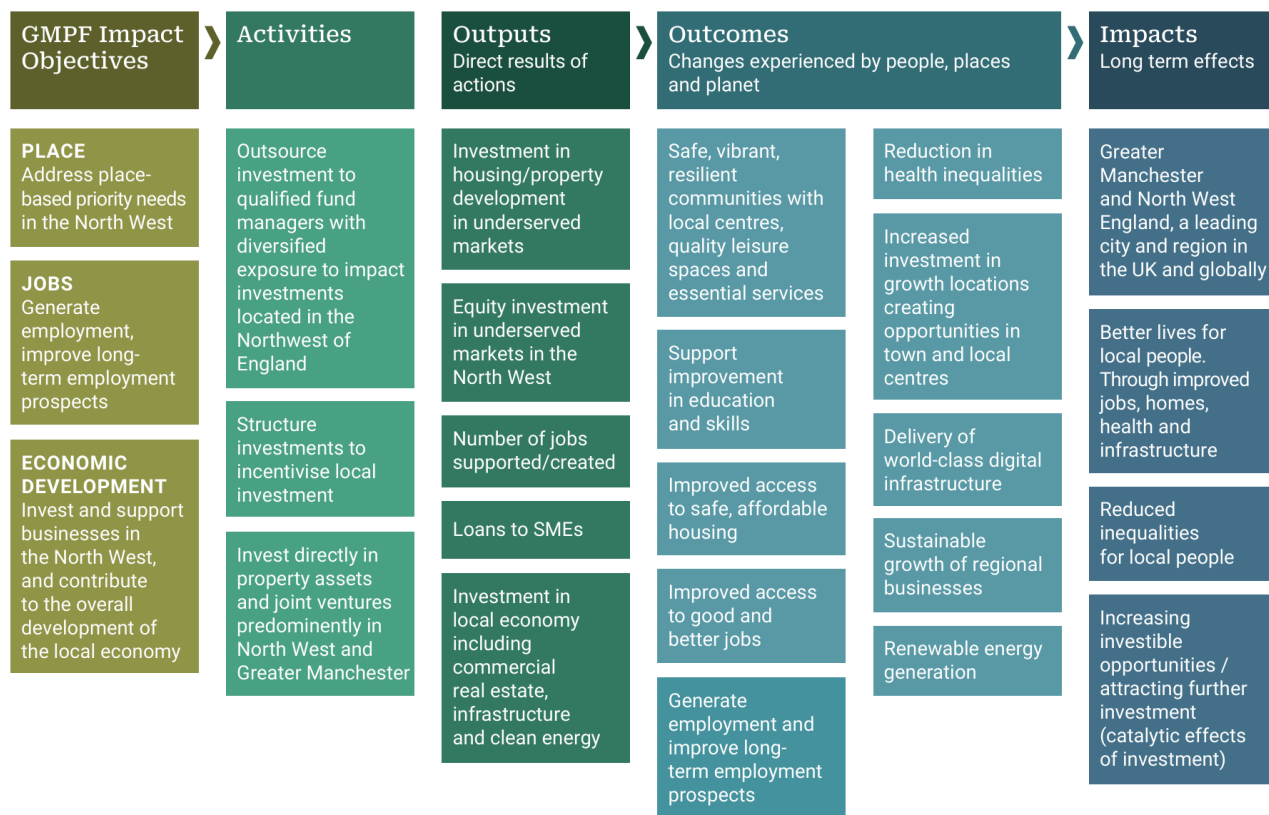 GMPF Impact
Objectives
Activities
Outputs
Direct results of
actions
Outcomes
Changes experienced by people, places
and planet
Impacts
Long term effects
PLACE
Address place-
based priority needs
in the North West
JOBS
Generate
employment,
improve long-
term employment
prospects
ECONOMIC
DEVELOPMENT
Invest and support
businesses in
the North West,
and contribute
to the overall
development of
the local economy
Outsource
investment to
qualified fund
managers with
diversified
exposure to impact
investments
located in the
Northwest of
England
Structure
investments to
incentivise local
investment
Invest directly in
property assets
and joint ventures
predominently in
North West and
Greater Manchester
Investment in
housing/property
development
in underserved
markets
Equity investment
in underserved
markets in the
North West
Number of jobs
supported/created
Loans to SMEs
Investment in
local economy
including
commercial
real estate,
infrastructure
and clean energy
Safe, vibrant,
resilient
communities with
local centres,
quality leisure
spaces and
essential services
Support
improvement
in education
and skills
Improved access
to safe, affordable
housing
Improved access
to good and
better jobs
Generate
employment and
improve long-
term employment
prospects
Reduction in
health inequalities
Increased
investment in
growth locations
creating
opportunities in
town and local
centres
Delivery of
world-class digital
infrastructure
Sustainable
growth of regional
businesses
Renewable energy
generation
Greater
Manchester
and North West
England, a leading
city and region in
the UK and globally
Better lives for
local people.
Through improved
jobs, homes,
health and
infrastructure
Reduced
inequalities
for local people
Increasing
investible
opportunities /
attracting further
investment
(catalytic effects
of investment)